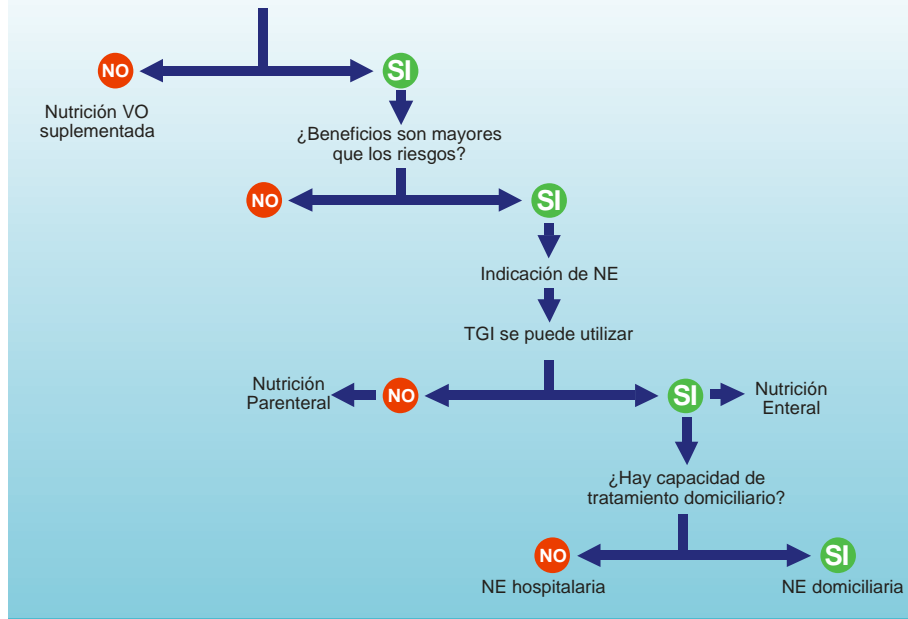 NO
SI
Nutrición VO
suplementada
¿Beneficios son mayores
que los riesgos?
NO
SI
Indicación de NE
TGI se puede utilizar
Nutrición
Parenteral
NO
SI
Nutrición
Enteral
¿Hay capacidad de
tratamiento domiciliario?
NO
SI
NE hospitalaria
NE domiciliaria